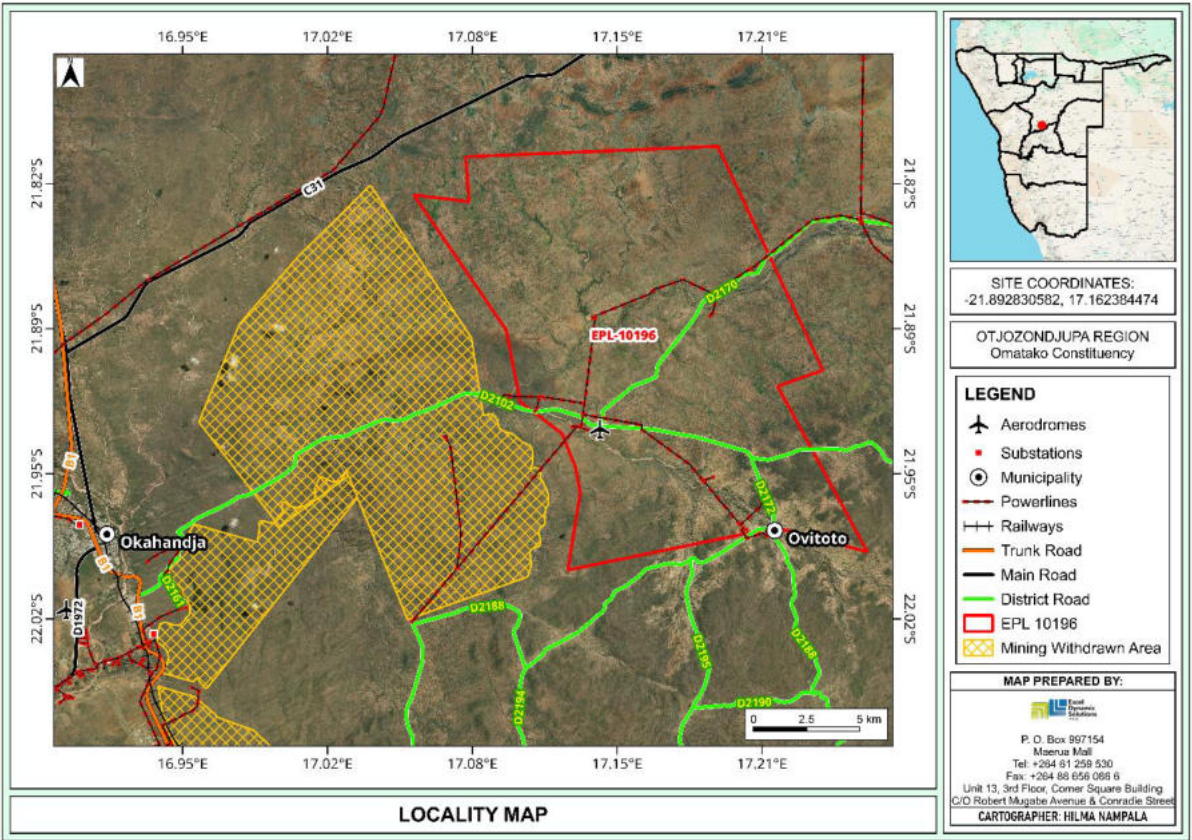 16.95°E
17.02°E
17.08°E
17.15°E
17.21°E
N
21.82°S
21.82°S
C31
D2170
SITE COORDINATES:
-21.892830582, 17.162384474
21.89°S
21.89°S
EPL-10196
OTJOZONDJUPA REGION
Omatako Constituency
LEGEND
D2102
Aerodromes
Substations
B1
21.95°S
21.95°S
Municipality
D2172
Powerlines
Railways
Okahandja
Ovitoto
Trunk Road
B1
Main Road
D2161
District Road
D1972
B1
D2188
22.02°S
22.02°S
EPL 10196
D2195
D2188
Mining Withdrawn Area
MAP PREPARED BY:
D2194
D2190
Excel
Dynamic
Solutions
0 2.5 5 km
P. O. Box 997154
Maerua Mall
Tel: +264 61 259 530
Fax: +264 88 656 086 6
Unit 13, 3rd Floor, Corner Square Building
C/O Robert Mugabe Avenue & Conradie Street
CARTOGRAPHER: HILMA NAMPALA
16.95°E
17.02°E
17.08°E
17.15°E
17.21°E
LOCALITY MAP